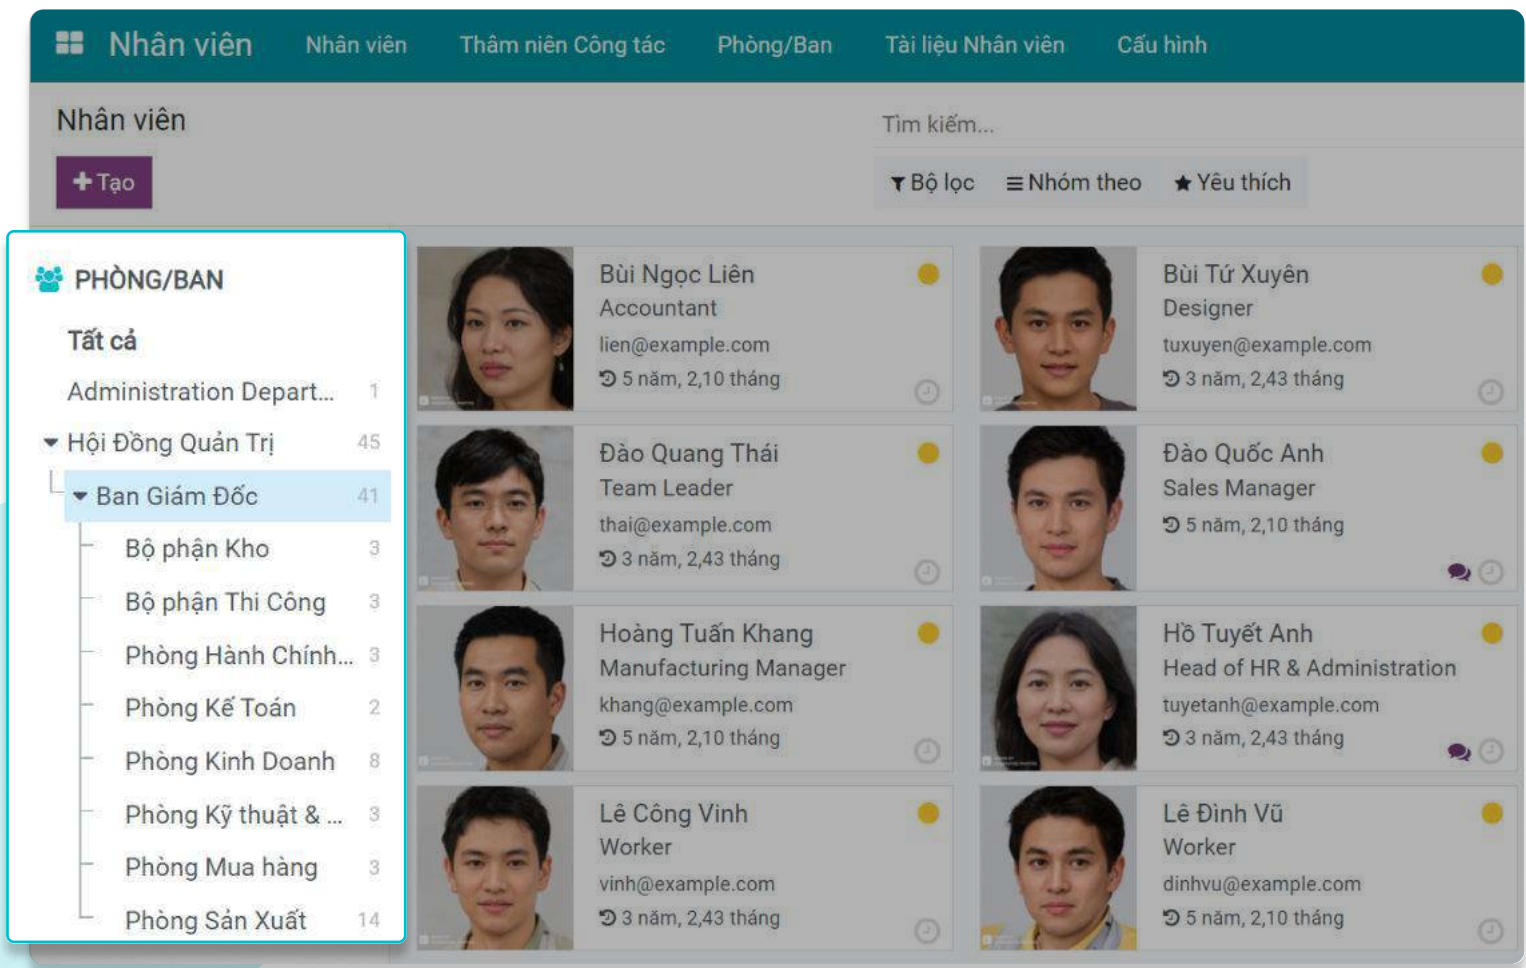 Nhân viên
Nhân viên
Thâm niên Công tác
Phòng/Ban
Tài liệu Nhân viên
Cấu hình
Nhân viên
Tìm kiếm...
Tạo
Bộ lọc
Nhóm theo
Yêu thích
PHÒNG/BAN
Tất cả
Administration Depart... 1
Hội Đồng Quản Trị 45
Ban Giám Đốc 41
Bộ phận Kho 3
Bộ phận Thi Công 3
Phòng Hành Chính... 3
Phòng Kế Toán 2
Phòng Kinh Doanh 8
Phòng Kỹ thuật & ... 3
Phòng Mua hàng 3
Phòng Sản Xuất 14
Bùi Ngọc Liên
Accountant
lien@example.com
5 năm, 2,10 tháng
Bùi Tứ Xuyên
Designer
tuxuyen@example.com
3 năm, 2,43 tháng
Đào Quang Thái
Team Leader
thai@example.com
3 năm, 2,43 tháng
Đào Quốc Anh
Sales Manager
5 năm, 2,10 tháng
Hoàng Tuấn Khang
Manufacturing Manager
khang@example.com
5 năm, 2,10 tháng
Hồ Tuyết Anh
Head of HR & Administration
tuyetanh@example.com
3 năm, 2,43 tháng
Lê Công Vinh
Worker
vinh@example.com
3 năm, 2,43 tháng
Lê Đình Vũ
Worker
dinhvu@example.com
5 năm, 2,10 tháng